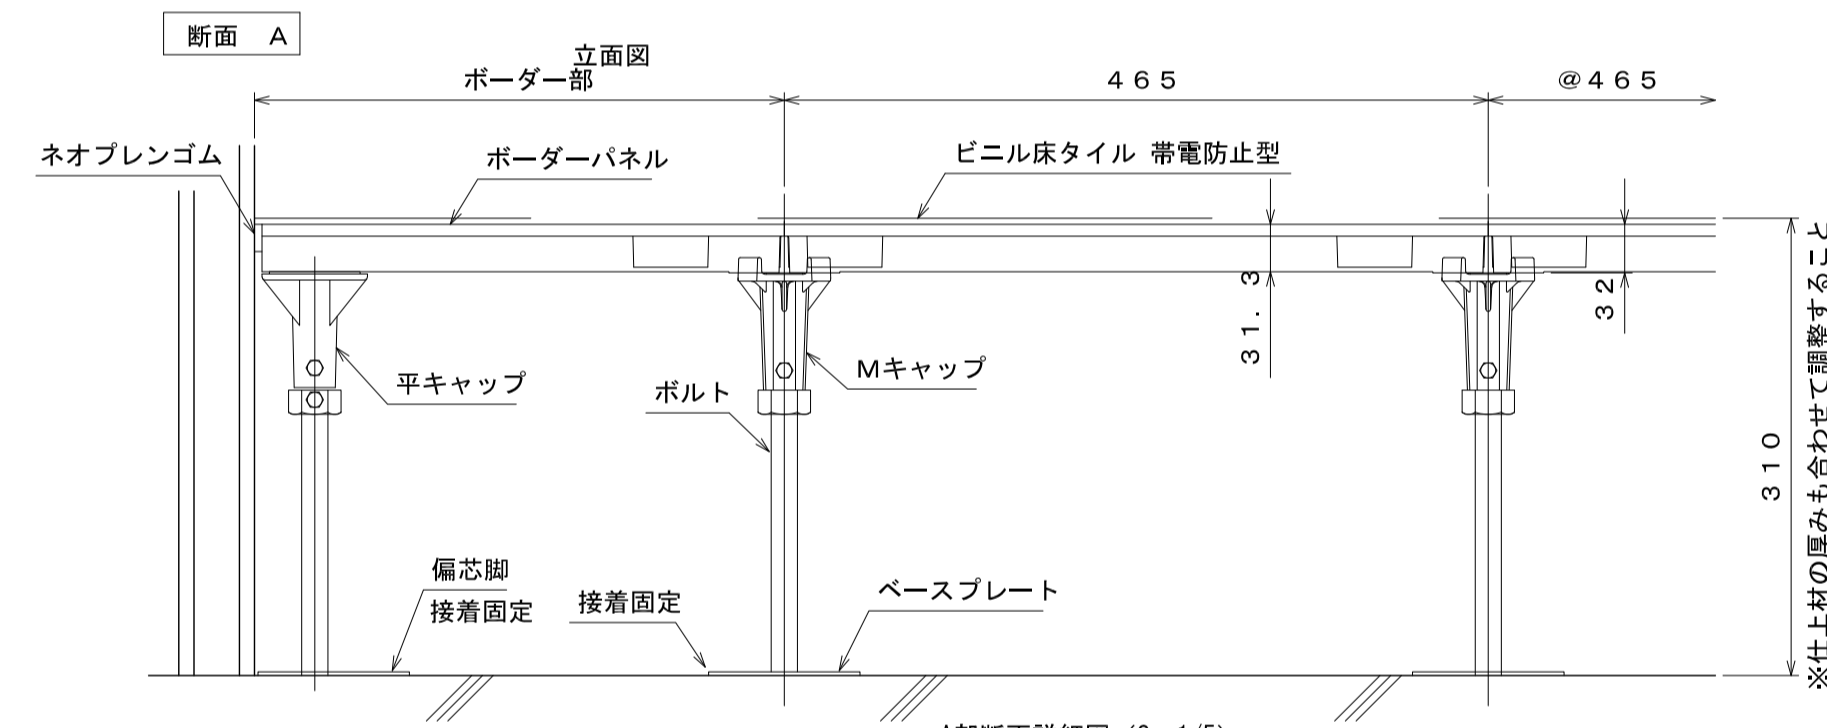 断面 A
立面図
ボーダー部
465
@465
ネオプレンゴム
ボーダーパネル
ビニル床タイル 帯電防止型
31.3
32
平キャップ
Mキャップ
ボルト
310
※仕上材の厚みも合わせて調整すること
偏芯脚
接着固定
接着固定
ベースプレート